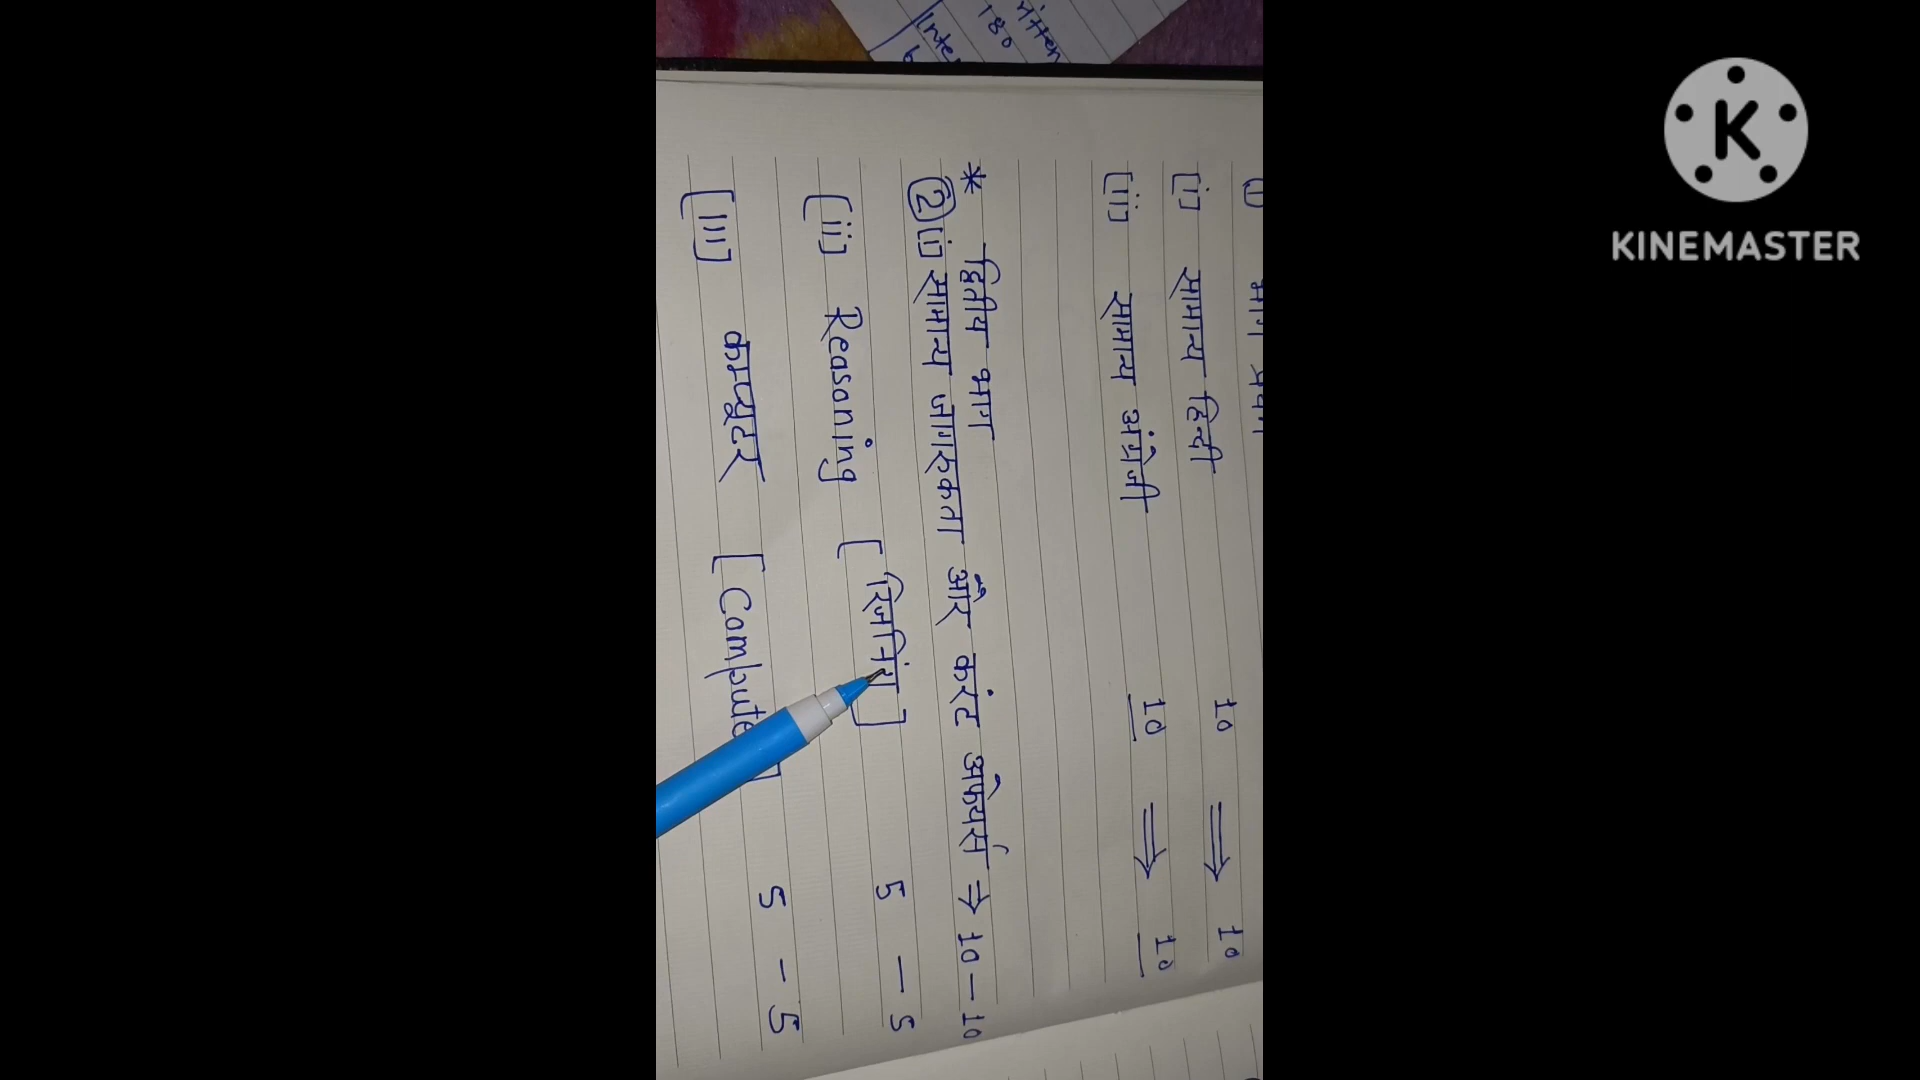 [i] सामान्य हिन्दी 10 ⇒ 10
[ii] सामान्य अंग्रेजी 10 ⇒ 10
* द्वितीय भाग
② [i] सामान्य जागरुकता और करंट अफेयर्स → 10 — 10
[ii] Reasoning [रिजनिंग] 5 — 5
[iii] कम्प्यूटर [Compute ] 5 - 5
180
KINEMASTER